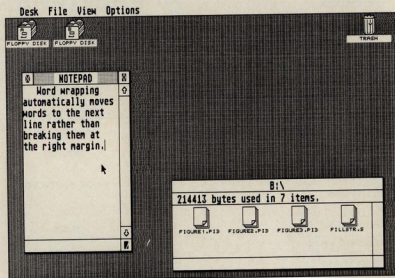 Desk File View Options
FLOPPY DISK FLOPPY DISK
TRASH
NOTEPAD
Word wrapping
automatically moves
words to the next
line rather than
breaking them at
the right margin.
B:\
214413 bytes used in 7 items.
FIGURE1.PI3 FIGURE2.PI3 FIGURE3.PI3 FILLSTR.S